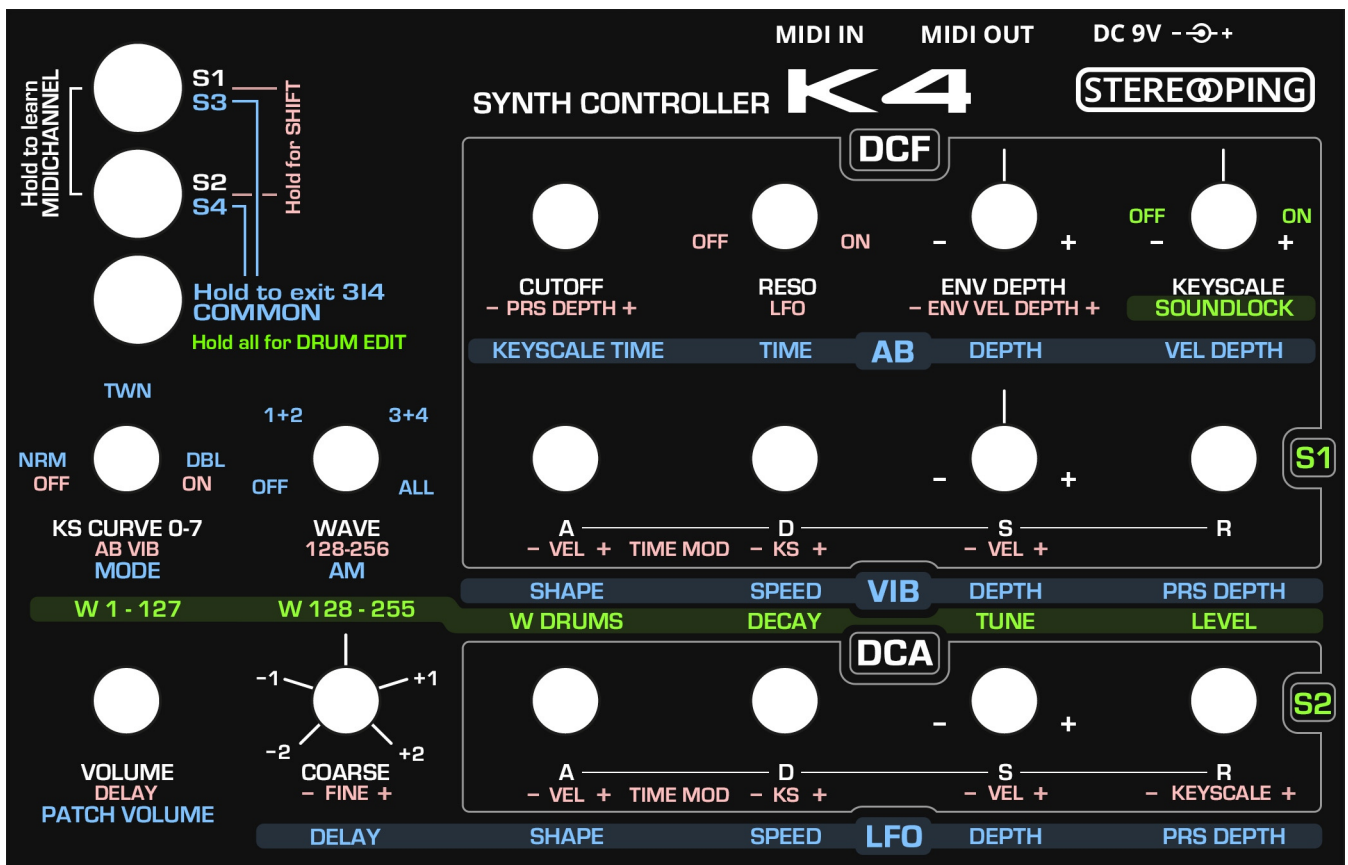 MIDI IN MIDI OUT DC 9V - +
SYNTH CONTROLLER K4 STEREOPING
Hold to learn
MIDICHANNEL
S1
S3
S2
S4
Hold for SHIFT
Hold to exit 3|4
COMMON
Hold all for DRUM EDIT
DCF
OFF ON
- +
OFF ON
- +
CUTOFF RESO ENV DEPTH KEYSCALE
- PRS DEPTH + LFO - ENV VEL DEPTH + SOUNDLOCK
KEYSCALE TIME TIME AB DEPTH VEL DEPTH
TWN
1+2 3+4
NRM DBL
OFF ON
OFF ALL
- +
S1
KS CURVE 0-7 WAVE
AB VIB 128-256
MODE AM
A D S R
- VEL + TIME MOD - KS + - VEL +
SHAPE SPEED VIB DEPTH PRS DEPTH
W 1 - 127 W 128 - 255 W DRUMS DECAY TUNE LEVEL
DCA
-1 +1
-2 +2
- +
S2
VOLUME COARSE
DELAY - FINE +
PATCH VOLUME
A D S R
- VEL + TIME MOD - KS + - VEL + - KEYSCALE +
DELAY SHAPE SPEED LFO DEPTH PRS DEPTH